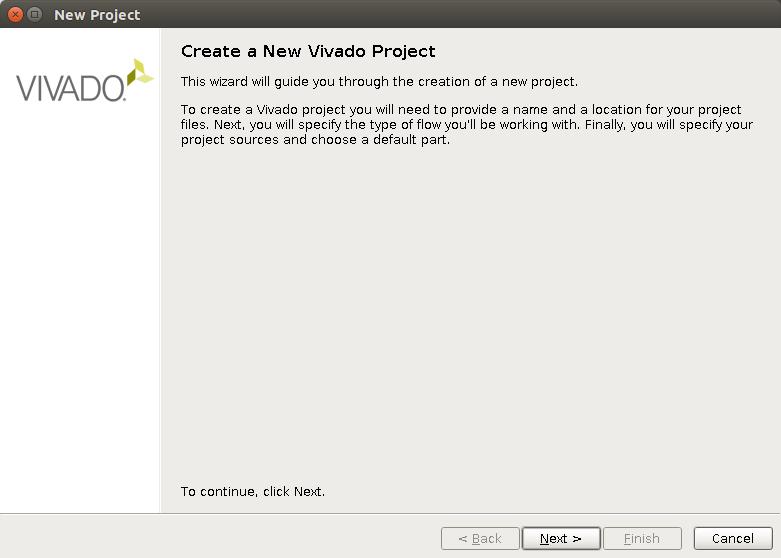 New Project
VIVADO.
Create a New Vivado Project
This wizard will guide you through the creation of a new project.
To create a Vivado project you will need to provide a name and a location for your project
files. Next, you will specify the type of flow you'll be working with. Finally, you will specify your
project sources and choose a default part.
To continue, click Next.
< Back Next > Finish Cancel